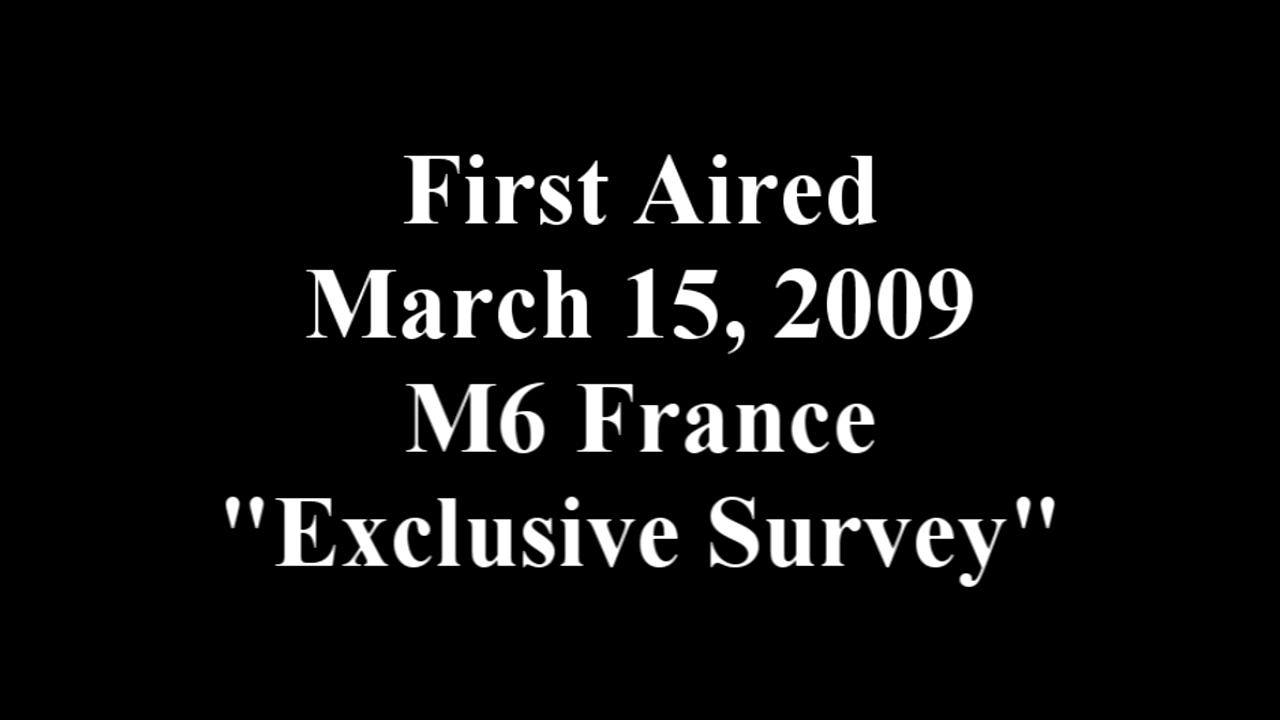 First Aired
March 15, 2009
M6 France
"Exclusive Survey"